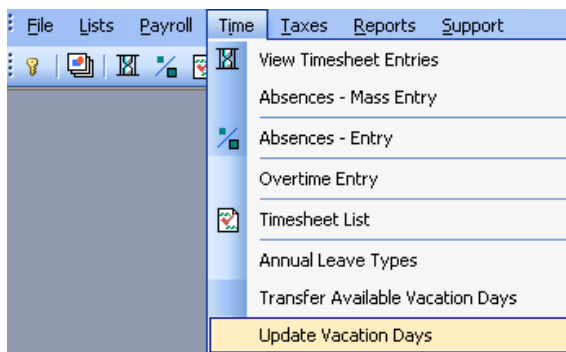 File Lists Payroll Time Taxes Reports Support
View Timesheet Entries
Absences - Mass Entry
Absences - Entry
Overtime Entry
Timesheet List
Annual Leave Types
Transfer Available Vacation Days
Update Vacation Days